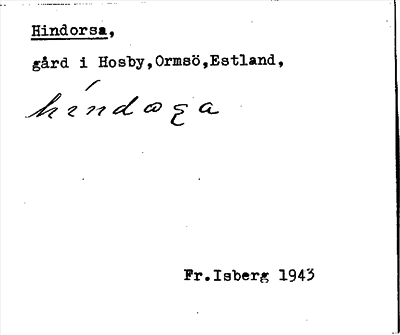 Hindorsa,
gård i Hosby,Ormsö,Estland,
Fr.Isberg 1943